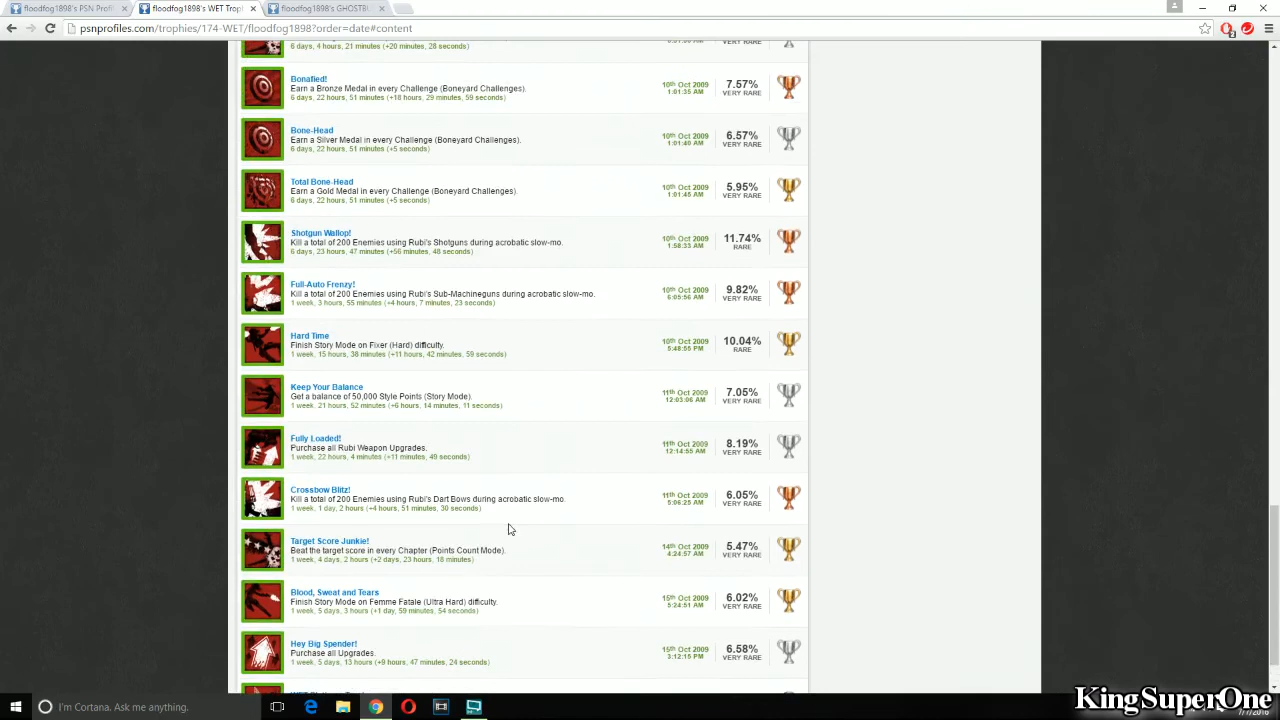 floodfog1898's PSN Profi
floodfog1898's WET Trop
floodfog1898's GHOSTBU
psnprofiles.com/trophies/174-WET/floodfog1898?order=date#content
6 days, 4 hours, 21 minutes (+20 minutes, 28 seconds)
VERY RARE
Bonafied!
Earn a Bronze Medal in every Challenge (Boneyard Challenges).
6 days, 22 hours, 51 minutes (+18 hours, 29 minutes, 59 seconds)
10th Oct 2009
1:01:35 AM
7.57%
VERY RARE
Bone-Head
Earn a Silver Medal in every Challenge (Boneyard Challenges).
6 days, 22 hours, 51 minutes (+5 seconds)
10th Oct 2009
1:01:40 AM
6.57%
VERY RARE
Total Bone-Head
Earn a Gold Medal in every Challenge (Boneyard Challenges).
6 days, 22 hours, 51 minutes (+5 seconds)
10th Oct 2009
1:01:45 AM
5.95%
VERY RARE
Shotgun Wallop!
Kill a total of 200 Enemies using Rubi's Shotguns during acrobatic slow-mo.
6 days, 23 hours, 47 minutes (+56 minutes, 48 seconds)
10th Oct 2009
1:58:33 AM
11.74%
RARE
Full-Auto Frenzy!
Kill a total of 200 Enemies using Rubi's Sub-Machineguns during acrobatic slow-mo.
1 week, 3 hours, 55 minutes (+4 hours, 7 minutes, 23 seconds)
10th Oct 2009
6:05:56 AM
9.82%
VERY RARE
Hard Time
Finish Story Mode on Fixer (Hard) difficulty.
1 week, 15 hours, 38 minutes (+11 hours, 42 minutes, 59 seconds)
10th Oct 2009
5:48:55 PM
10.04%
RARE
Keep Your Balance
Get a balance of 50,000 Style Points (Story Mode).
1 week, 21 hours, 52 minutes (+6 hours, 14 minutes, 11 seconds)
11th Oct 2009
12:03:06 AM
7.05%
VERY RARE
Fully Loaded!
Purchase all Rubi Weapon Upgrades.
1 week, 22 hours, 4 minutes (+11 minutes, 49 seconds)
11th Oct 2009
12:14:55 AM
8.19%
VERY RARE
Crossbow Blitz!
Kill a total of 200 Enemies using Rubi's Dart Bows during acrobatic slow-mo.
1 week, 1 day, 2 hours (+4 hours, 51 minutes, 30 seconds)
11th Oct 2009
5:06:25 AM
6.05%
VERY RARE
Target Score Junkie!
Beat the target score in every Chapter (Points Count Mode).
1 week, 4 days, 2 hours (+2 days, 23 hours, 18 minutes)
14th Oct 2009
4:24:57 AM
5.47%
VERY RARE
Blood, Sweat and Tears
Finish Story Mode on Femme Fatale (Ultra Hard) difficulty.
1 week, 5 days, 3 hours (+1 day, 59 minutes, 54 seconds)
15th Oct 2009
5:24:51 AM
6.02%
VERY RARE
Hey Big Spender!
Purchase all Upgrades.
1 week, 5 days, 13 hours (+9 hours, 47 minutes, 24 seconds)
15th Oct 2009
3:12:15 PM
6.58%
VERY RARE
I'm Cortana. Ask me anything.
KingSuperOne